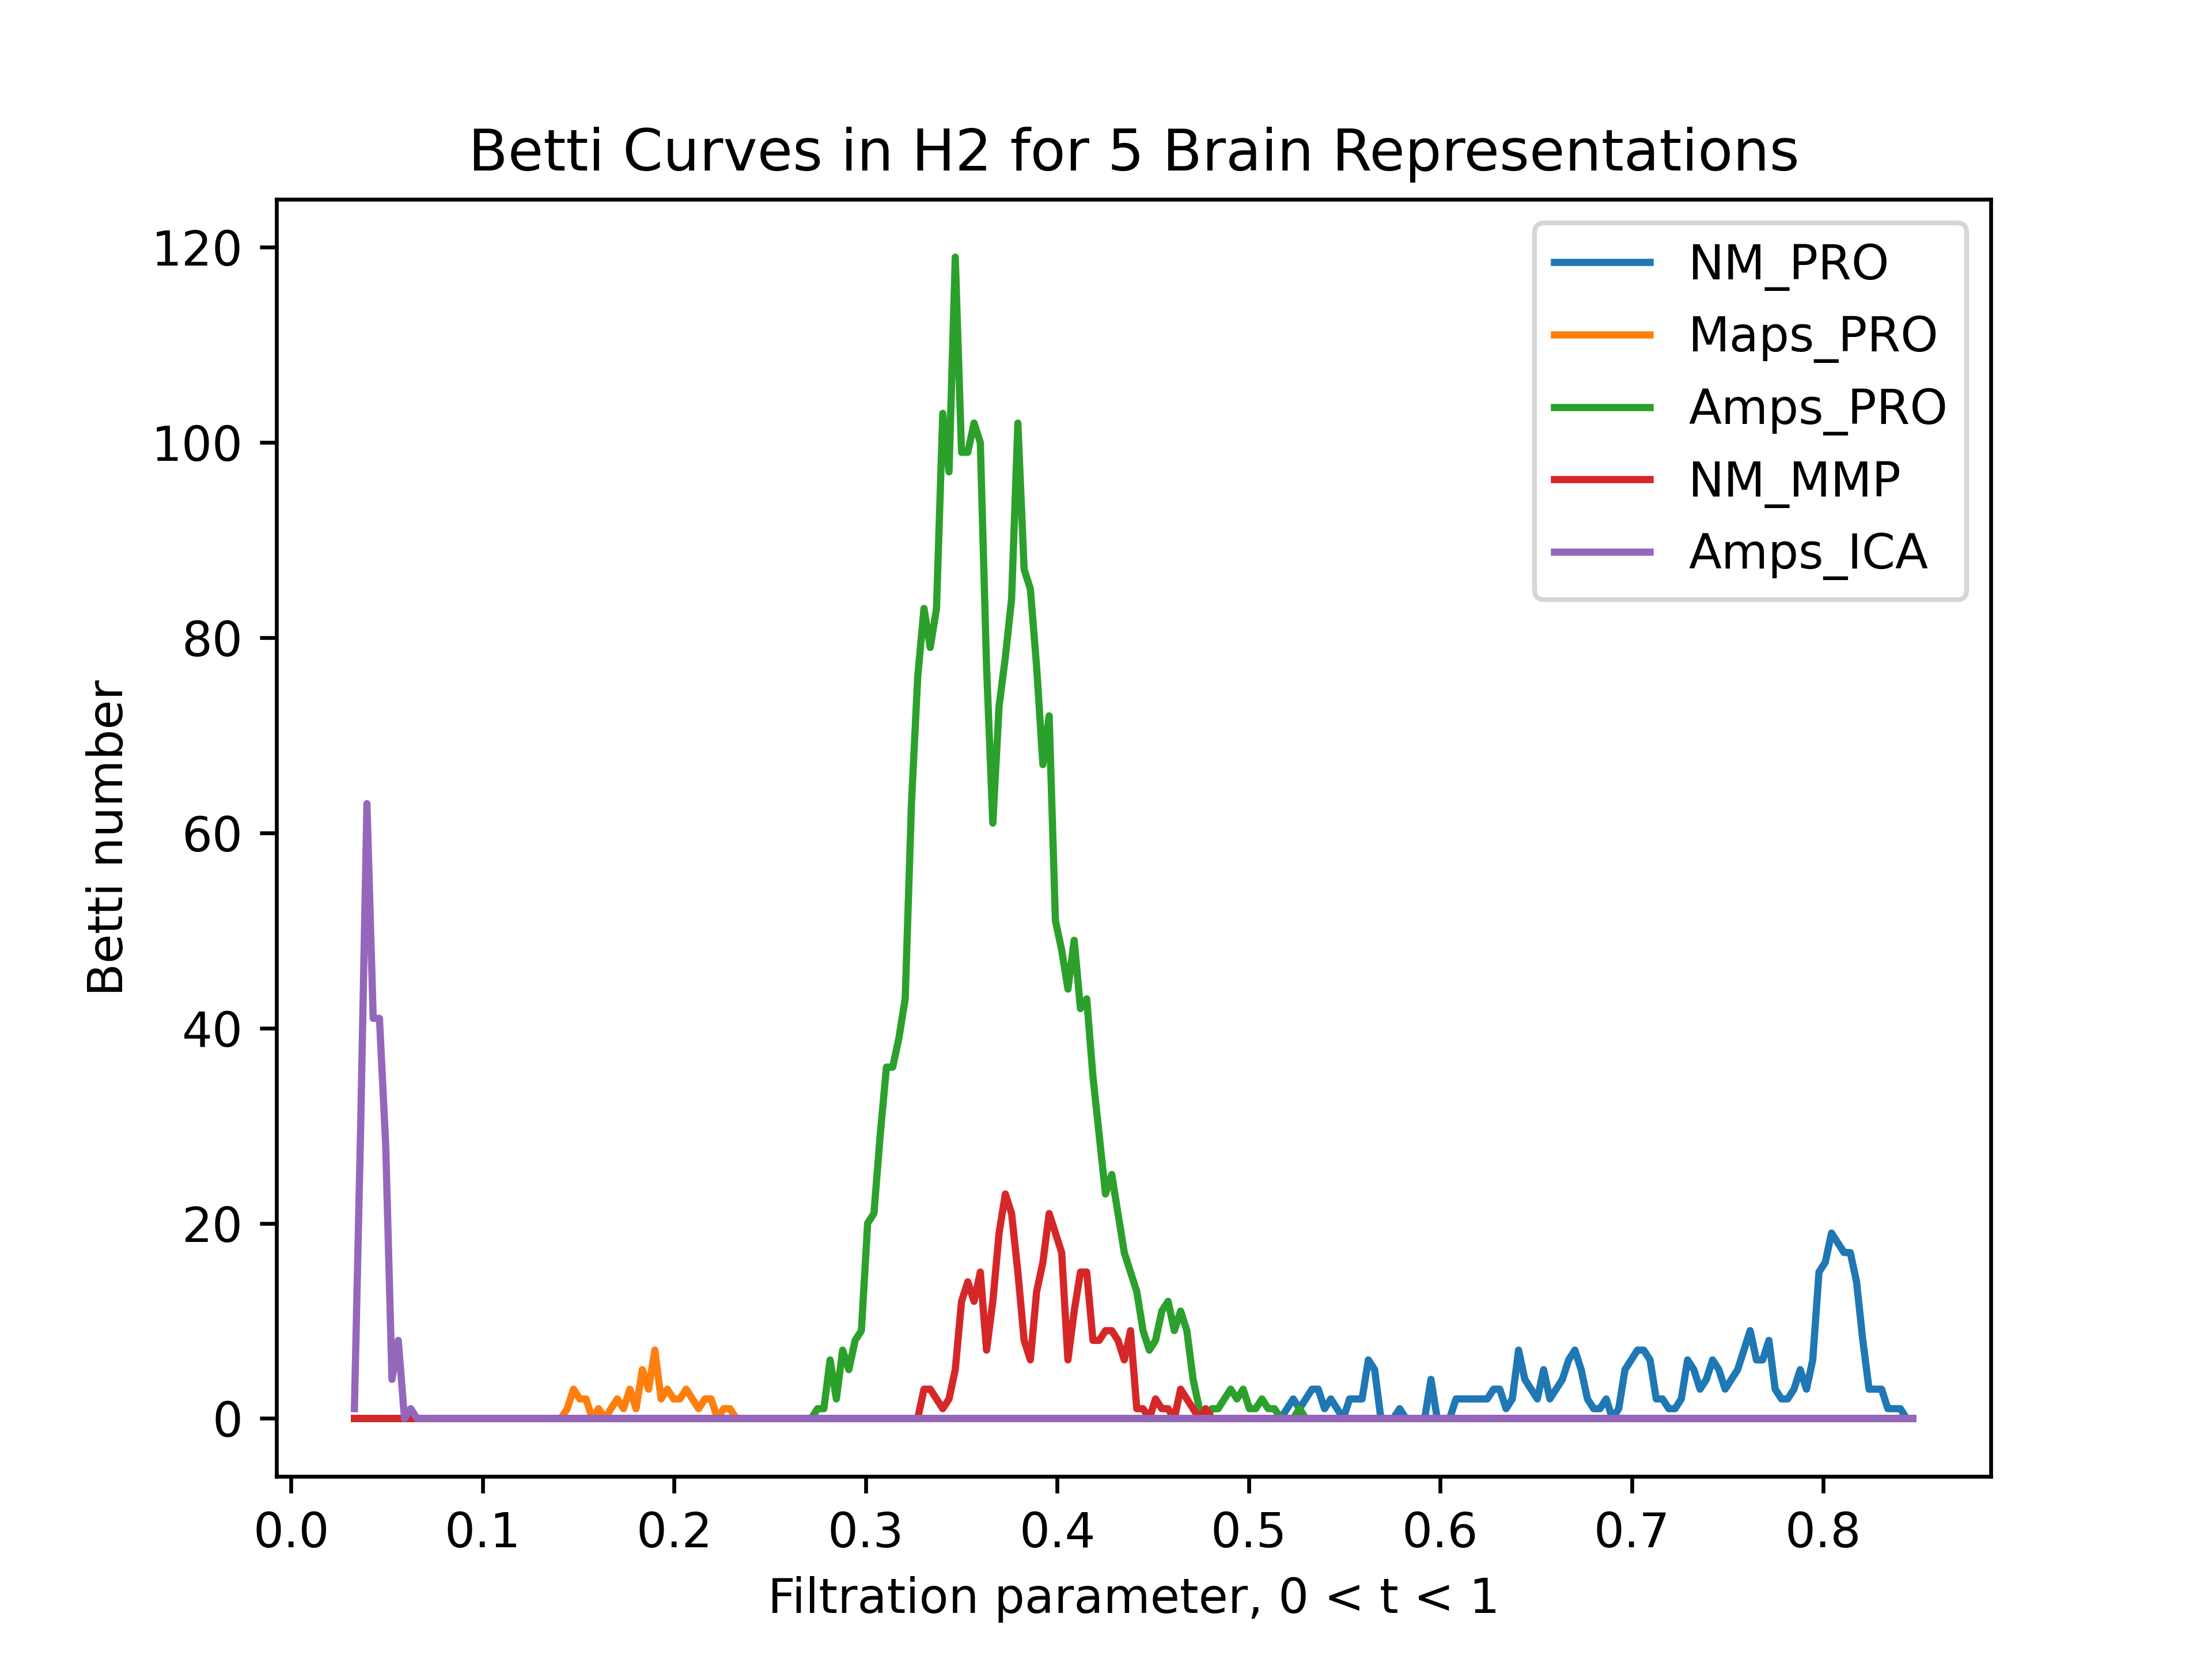 Betti Curves in H2 for 5 Brain Representations
120
100
80
60
40
20
0
Betti number
NM_PRO
Maps_PRO
Amps_PRO
NM_MMP
Amps_ICA
0.0 0.1 0.2 0.3 0.4 0.5 0.6 0.7 0.8
Filtration parameter, 0 < t < 1